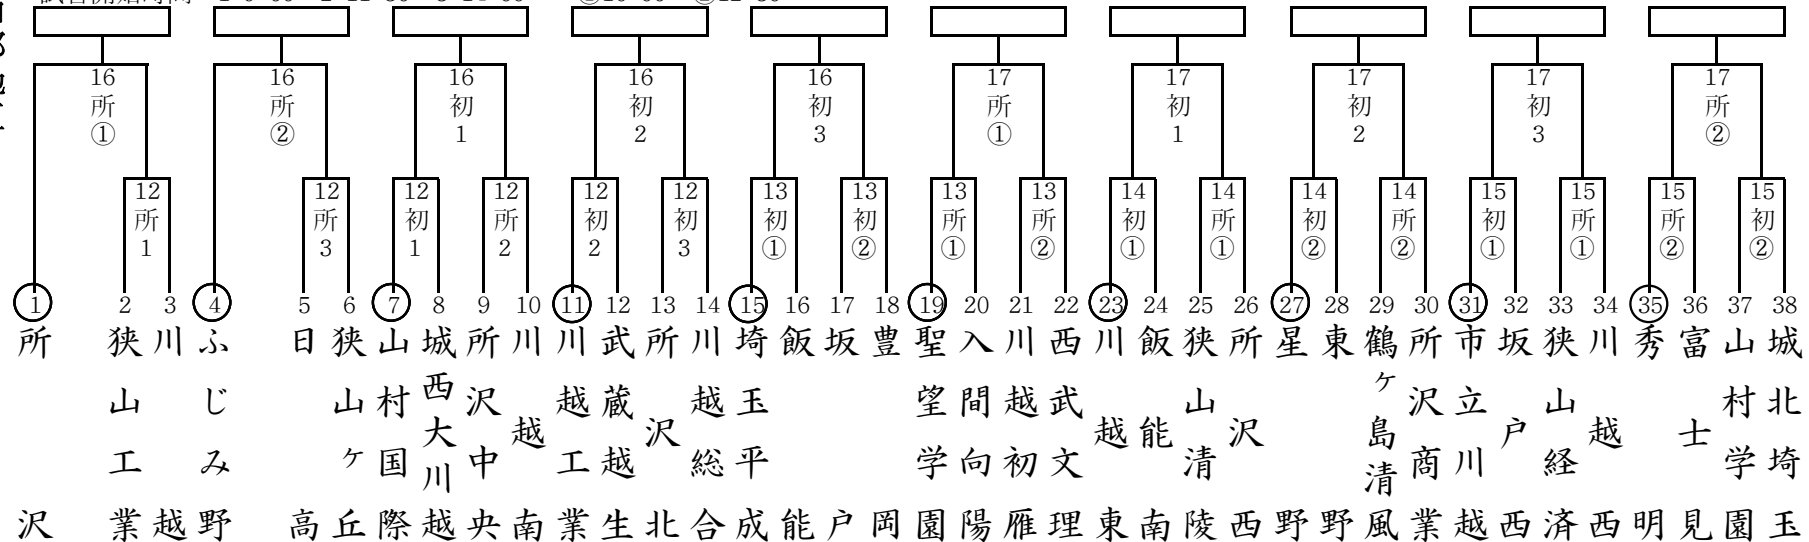 16 16 16 16 16 17 17 17 17 17
所 所 初 初 初 所 初 初 初 所
① ② 1 2 3 ① 1 2 3 ②
12 12 12 12 12 12 13 13 13 13 14 14 14 14 15 15 15 15
所 所 初 所 初 初 初 初 所 所 初 所 初 所 初 所 所 初
1 3 1 2 2 3 ① ② ① ② ① ① ② ② ① ① ② ②
1 所沢
2 狭山工業
3 川越
4 ふじみ野
5 日高
6 狭山ケ丘
7 山村国際
8 城西大川越
9 所沢中央
10 川越南
11 川越工業
12 武蔵越生
13 所沢北
14 川越総合
15 埼玉平成
16 飯能
17 坂戸
18 豊岡
19 聖望学園
20 入間向陽
21 川越初雁
22 西武文理
23 川越東
24 飯能南
25 狭山清陵
26 所沢西
27 星野
28 東野
29 鶴ケ島清風
30 所沢商業
31 市立川越
32 坂戸西
33 狭山経済
34 川越西
35 秀明
36 富士見
37 山村学園
38 城北埼玉